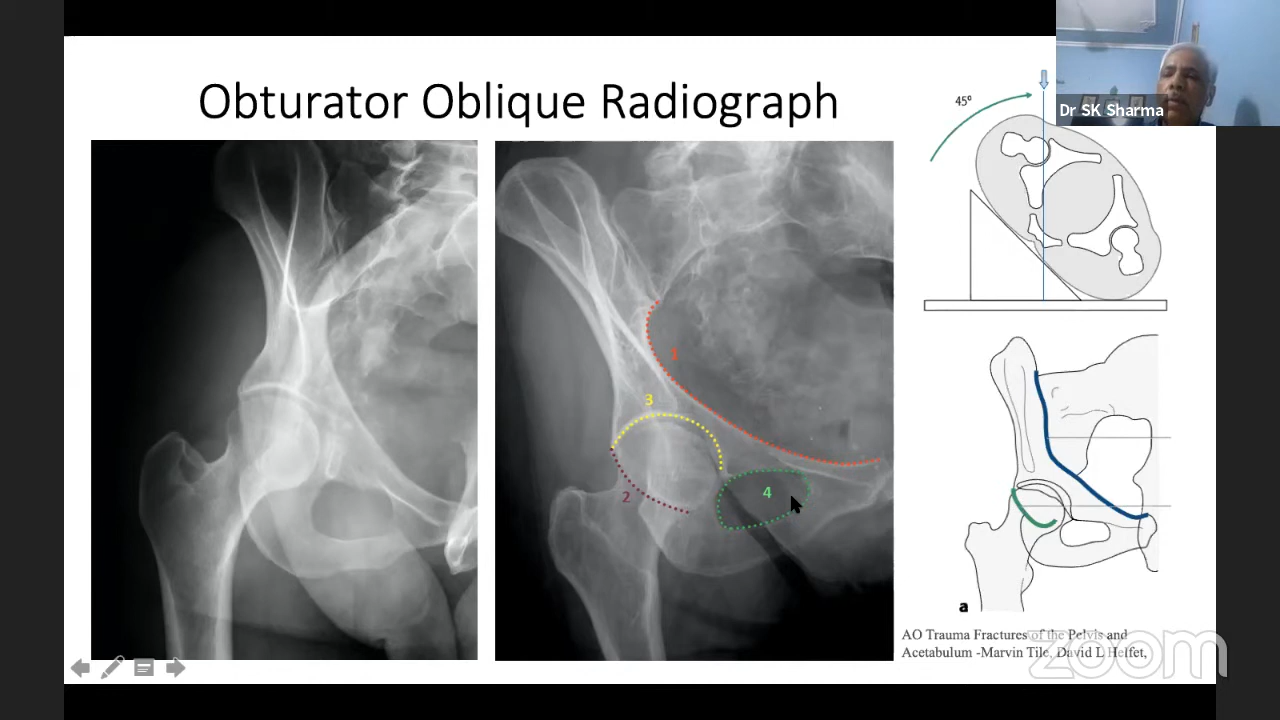 Obturator Oblique Radiograph
45°
Dr SK Sharma
1
3
2
4
a
AO Trauma Fractures of the Pelvis and
Acetabulum -Marvin Tile, David L Helfet,
zoom